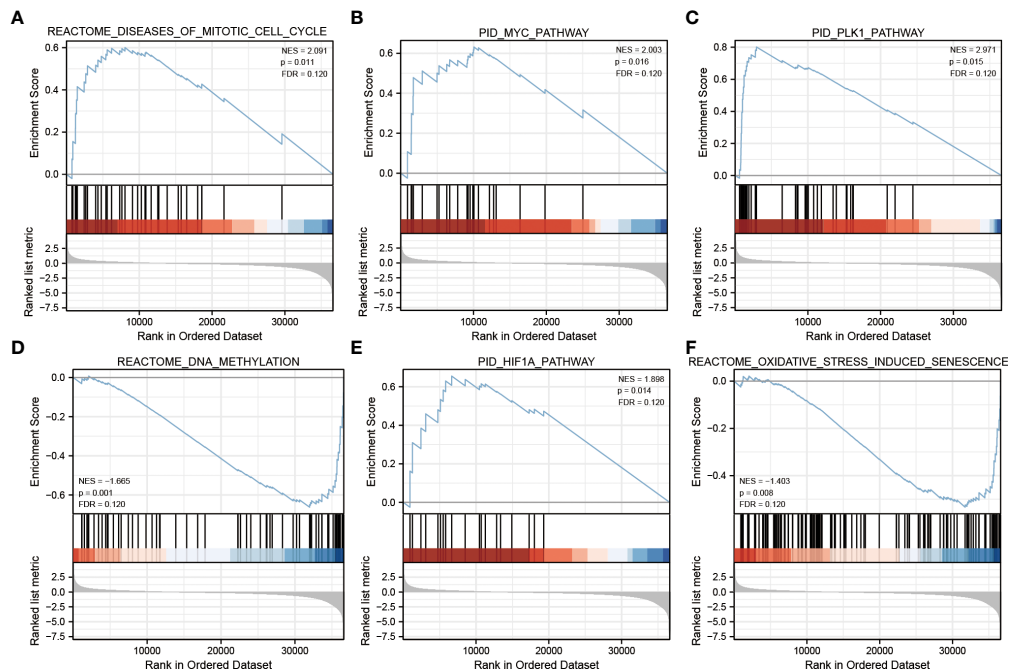 A
REACTOME_DISEASES_OF_MITOTIC_CELL_CYCLE
NES = 2.091
p = 0.011
FDR = 0.120
Enrichment Score
0.6
0.4
0.2
0.0
Ranked list metric
2.5
0.0
−2.5
−5.0
−7.5
10000 20000 30000
Rank in Ordered Dataset
B
PID_MYC_PATHWAY
NES = 2.003
p = 0.016
FDR = 0.120
Enrichment Score
0.6
0.4
0.2
0.0
Ranked list metric
2.5
0.0
−2.5
−5.0
−7.5
10000 20000 30000
Rank in Ordered Dataset
C
PID_PLK1_PATHWAY
NES = 2.971
p = 0.015
FDR = 0.120
Enrichment Score
0.8
0.6
0.4
0.2
0.0
Ranked list metric
2.5
0.0
−2.5
−5.0
−7.5
10000 20000 30000
Rank in Ordered Dataset
D
REACTOME_DNA_METHYLATION
Enrichment Score
0.0
−0.2
−0.4
−0.6
NES = −1.665
p = 0.001
FDR = 0.120
Ranked list metric
2.5
0.0
−2.5
−5.0
−7.5
10000 20000 30000
Rank in Ordered Dataset
E
PID_HIF1A_PATHWAY
NES = 1.898
p = 0.014
FDR = 0.120
Enrichment Score
0.6
0.4
0.2
0.0
Ranked list metric
2.5
0.0
−2.5
−5.0
−7.5
10000 20000 30000
Rank in Ordered Dataset
F
REACTOME_OXIDATIVE_STRESS_INDUCED_SENESCENCE
Enrichment Score
0.0
−0.2
−0.4
NES = −1.403
p = 0.008
FDR = 0.120
Ranked list metric
2.5
0.0
−2.5
−5.0
−7.5
10000 20000 30000
Rank in Ordered Dataset